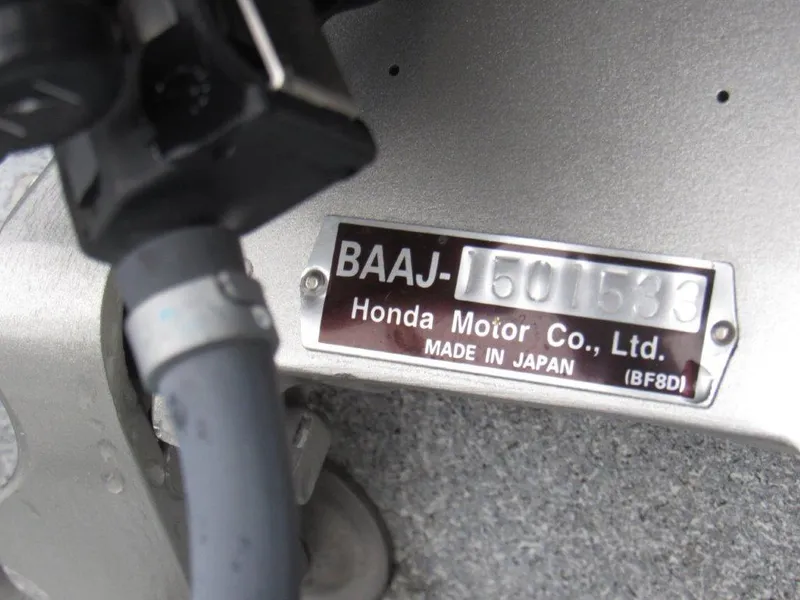 BAAJ-1501533
Honda Motor Co., Ltd.
MADE IN JAPAN (BF8D)